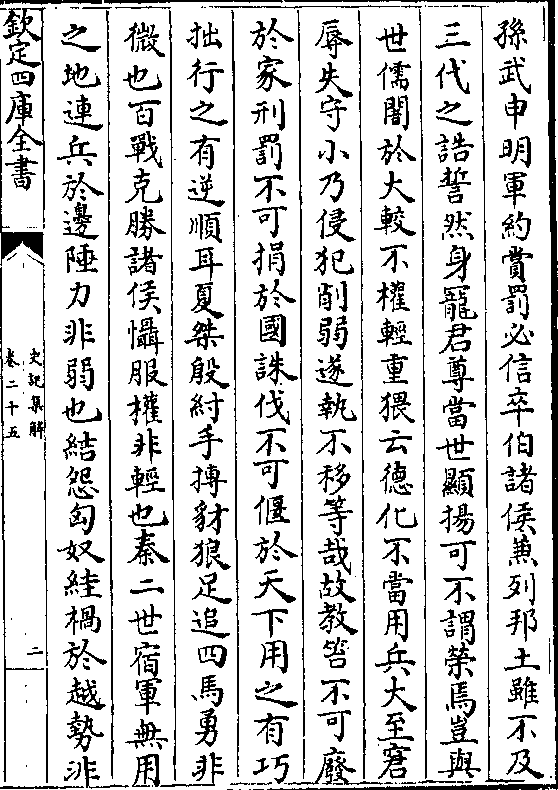 孫武申明軍約賞罰必信卒伯諸侯兼列邦土雖不及
三代之誥誓然身寵君尊當世顯揚可不謂榮焉豈與
世儒闇於大較不權輕重猥云德化不當用兵大至窘
辱失守小乃侵犯削弱遂執不移等哉故教笞不可廢
於家刑罰不可捐於國誅伐不可偃於天下用之有巧
拙行之有逆順耳夏桀殷紂手搏豺狼足追四馬勇非
微也百戰克勝諸侯懾服權非輕也秦二世宿軍無用
之地連兵於邊陲力非弱也結怨匈奴絓禍於越勢非
欽定四庫全書
史記集解
卷二十五
二